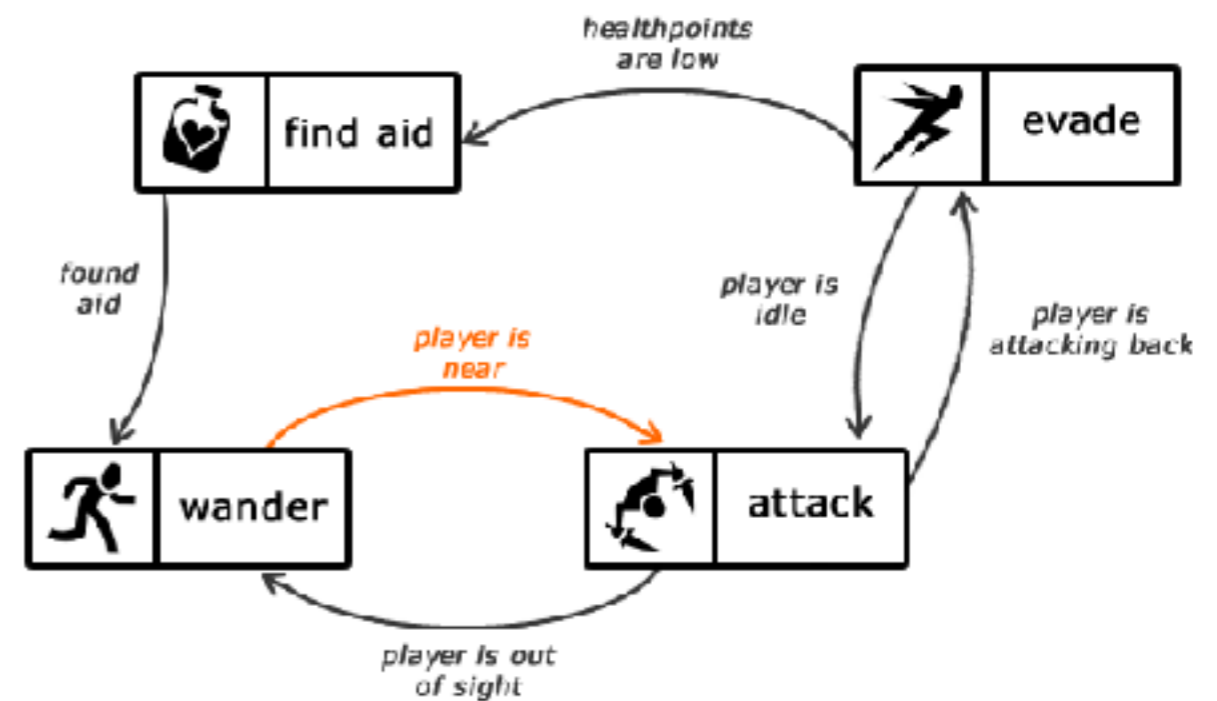 healthpoints
are low
find aid
evade
found
aid
player is
idle
player is
attacking back
player is
near
wander
attack
player is out
of sight